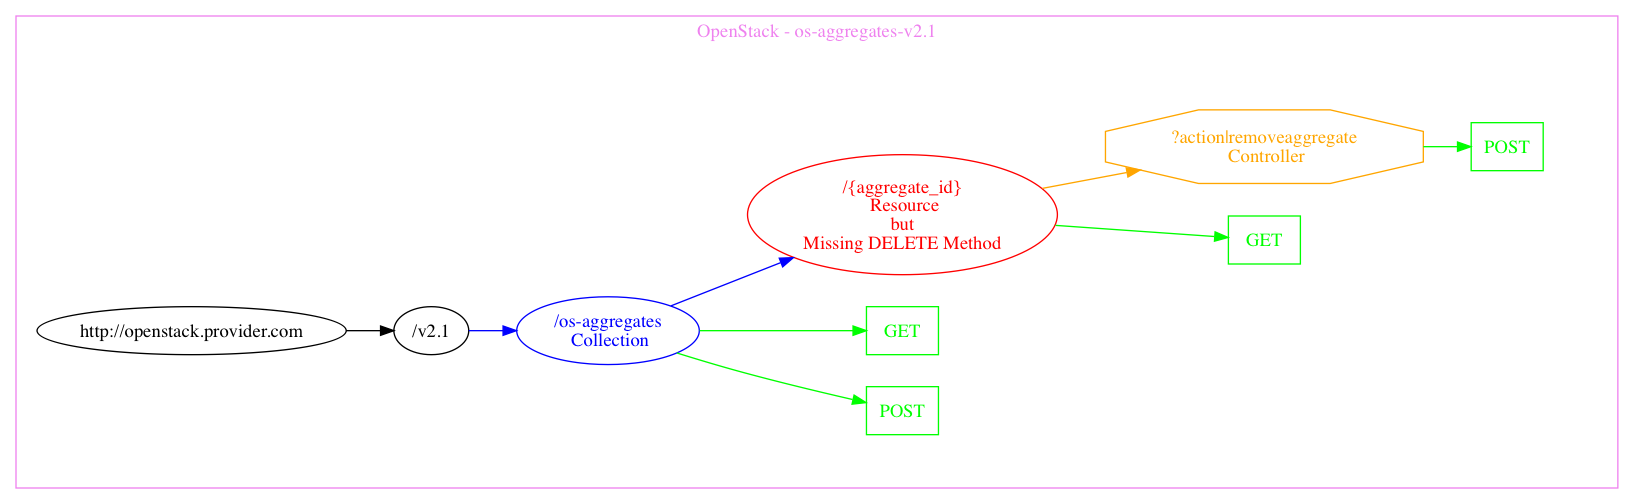 OpenStack - os-aggregates-v2.1
http://openstack.provider.com
/v2.1
/os-aggregates
Collection
/{aggregate_id}
Resource
but
Missing DELETE Method
?action|removeaggregate
Controller
POST
GET
GET
POST